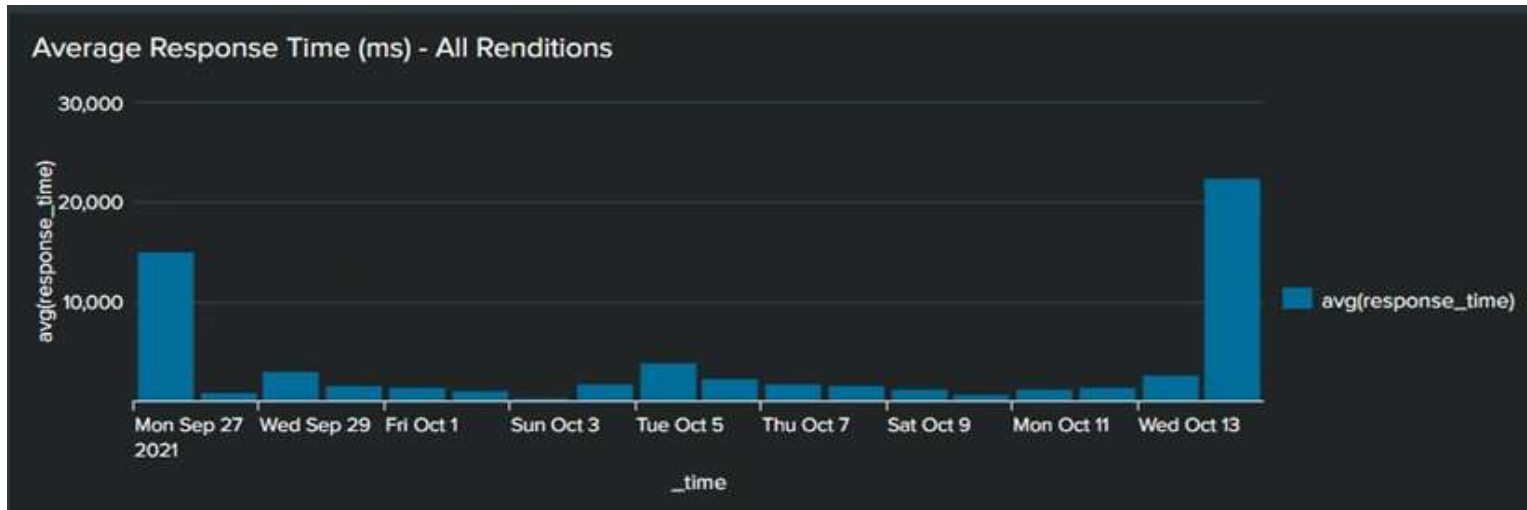 Average Response Time (ms) - All Renditions
30,000
20,000
10,000
avg(response_time)
Mon Sep 27 Wed Sep 29 Fri Oct 1 Sun Oct 3 Tue Oct 5 Thu Oct 7 Sat Oct 9 Mon Oct 11 Wed Oct 13
2021
_time
avg(response_time)